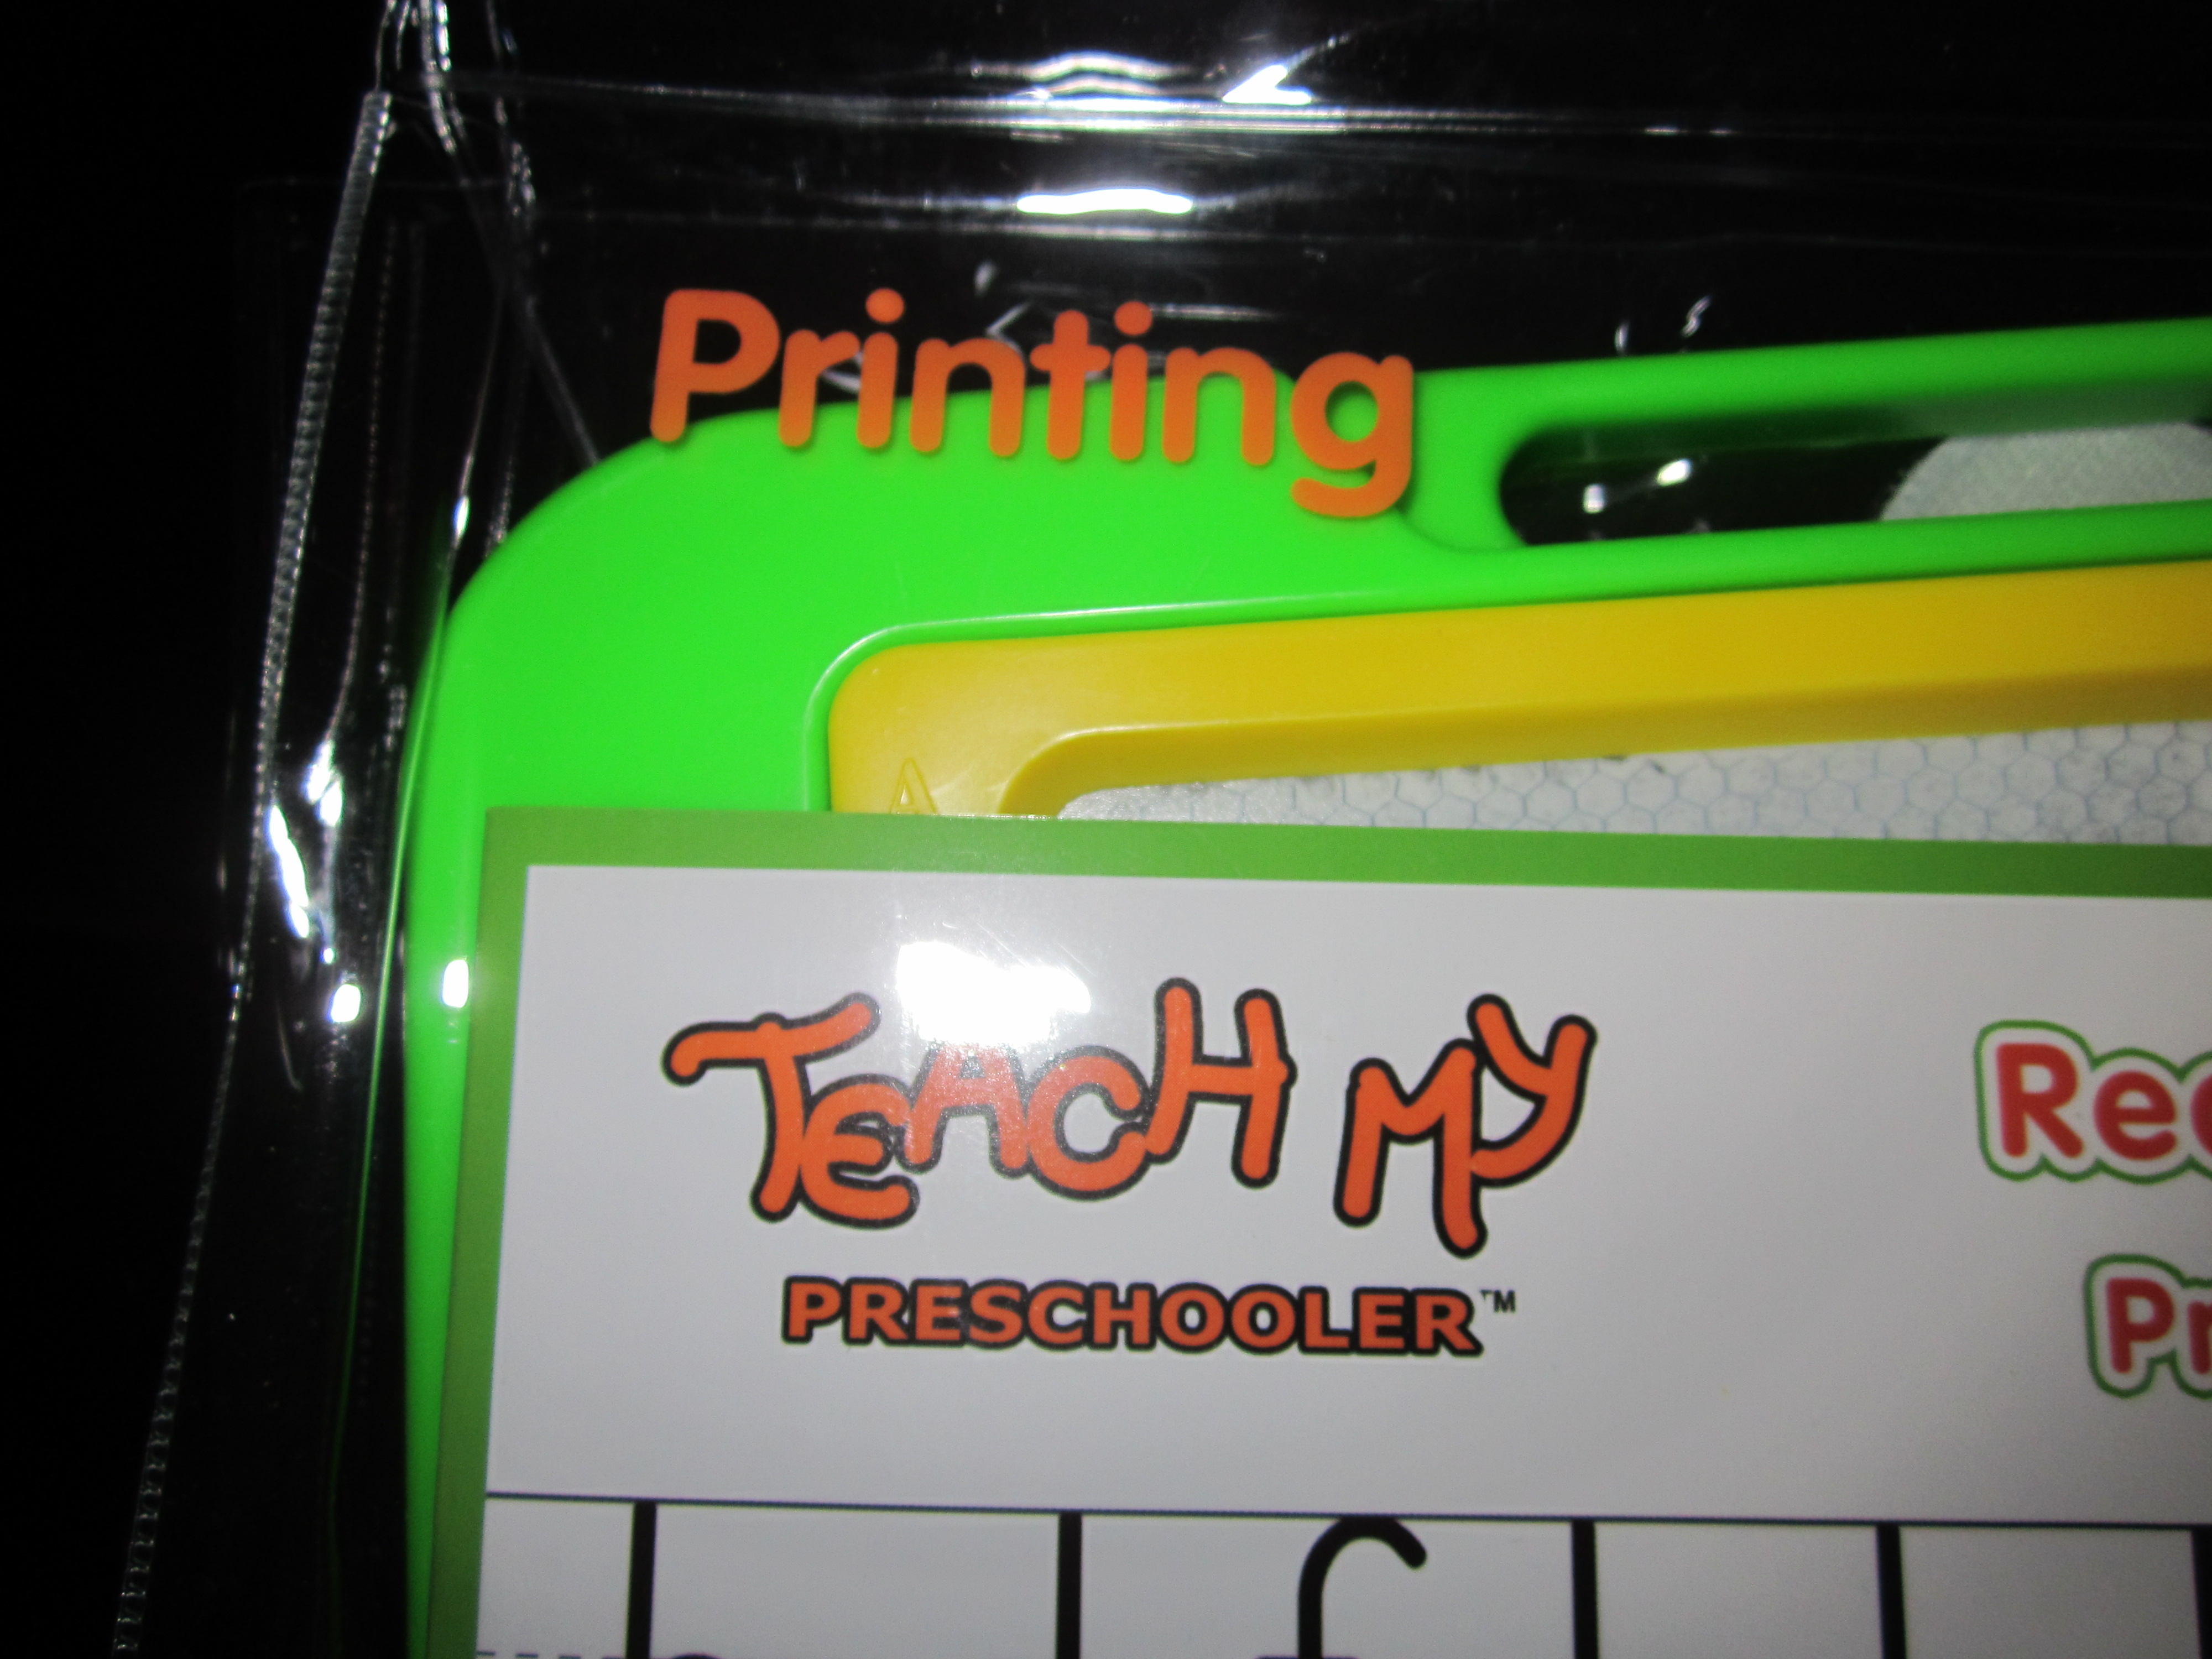 Printing
A
TEACH MY
PRESCHOOLER™
f